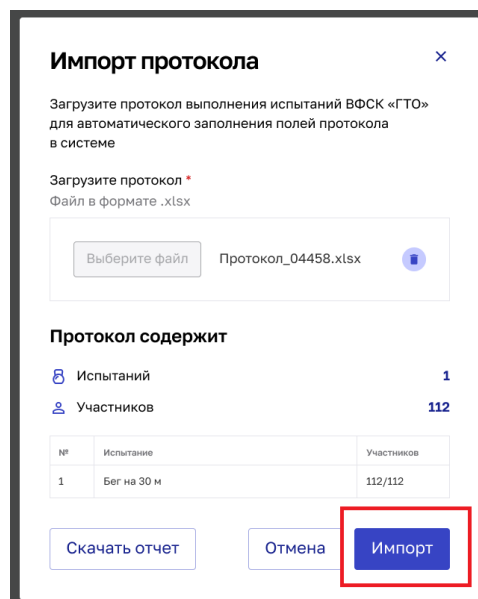 Импорт протокола
Загрузите протокол выполнения испытаний ВФСК «ГТО»
для автоматического заполнения полей протокола
в системе
Загрузите протокол *
Файл в формате .xlsx
Выберите файл Протокол_04458.xlsx
Протокол содержит
Испытаний 1
Участников 112
№ Испытание Участников
1 Бег на 30 м 112/112
Скачать отчет Отмена Импорт